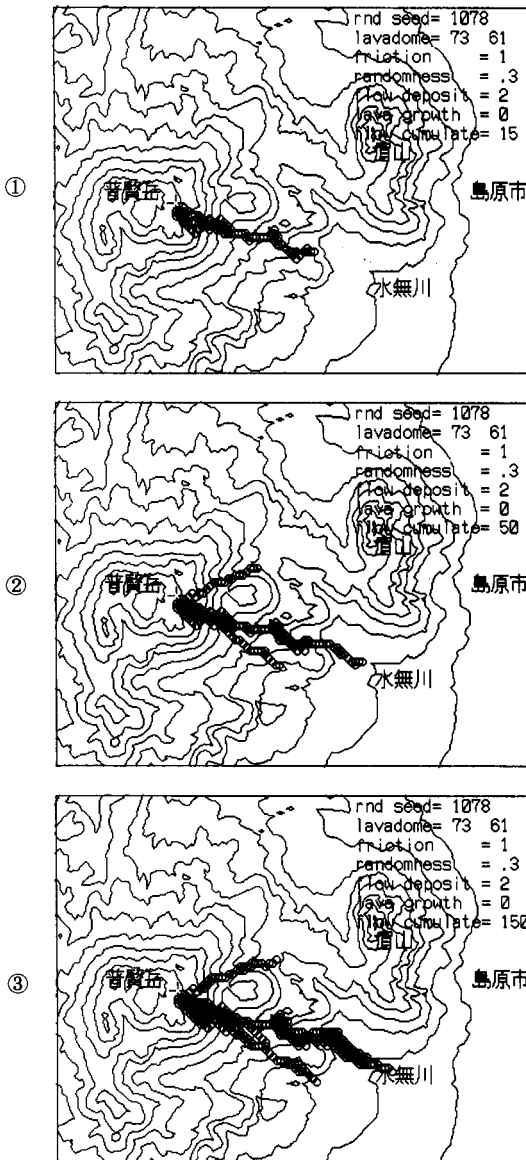 ①
rnd seed= 1078
lavadome= 73 61
friction = 1
randomness = .3
flow deposit = 2
lava growth = 0
flow cumulate= 15
眉山
普賢岳
島原市
水無川
②
rnd seed= 1078
lavadome= 73 61
friction = 1
randomness = .3
flow deposit = 2
lava growth = 0
flow cumulate= 50
眉山
普賢岳
島原市
水無川
③
rnd seed= 1078
lavadome= 73 61
friction = 1
randomness = .3
flow deposit = 2
lava growth = 0
flow cumulate= 150
眉山
普賢岳
島原市
水無川